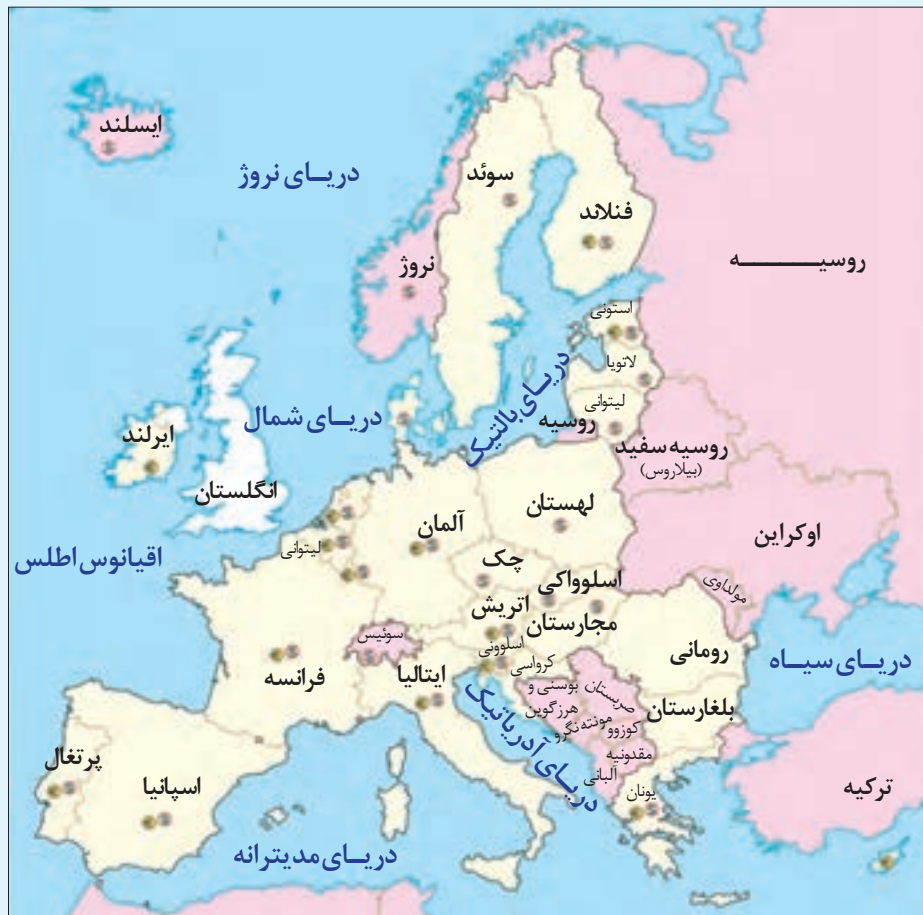 ایسلند
دریای نروژ
سوئد
فنلاند
نروژ
روسیه
استونی
لاتویا
لیتوانی
دریای بالتیک
روسیه
روسیه سفید
(بیلاروس)
دریای شمال
ایرلند
انگلستان
اقیانوس اطلس
آلمان
لیتوانی
لهستان
اوکراین
چک
اسلوواکی
مولداوی
اتریش
مجارستان
سوئیس
اسلوونی
کرواسی
رومانی
دریای سیاه
فرانسه
ایتالیا
بوسنی و
هرزگوین
صربستان
مونته‌نگرو
کوزوو
بلغارستان
دریای آدریاتیک
مقدونیه
آلبانی
یونان
ترکیه
پرتغال
اسپانیا
دریای مدیترانه